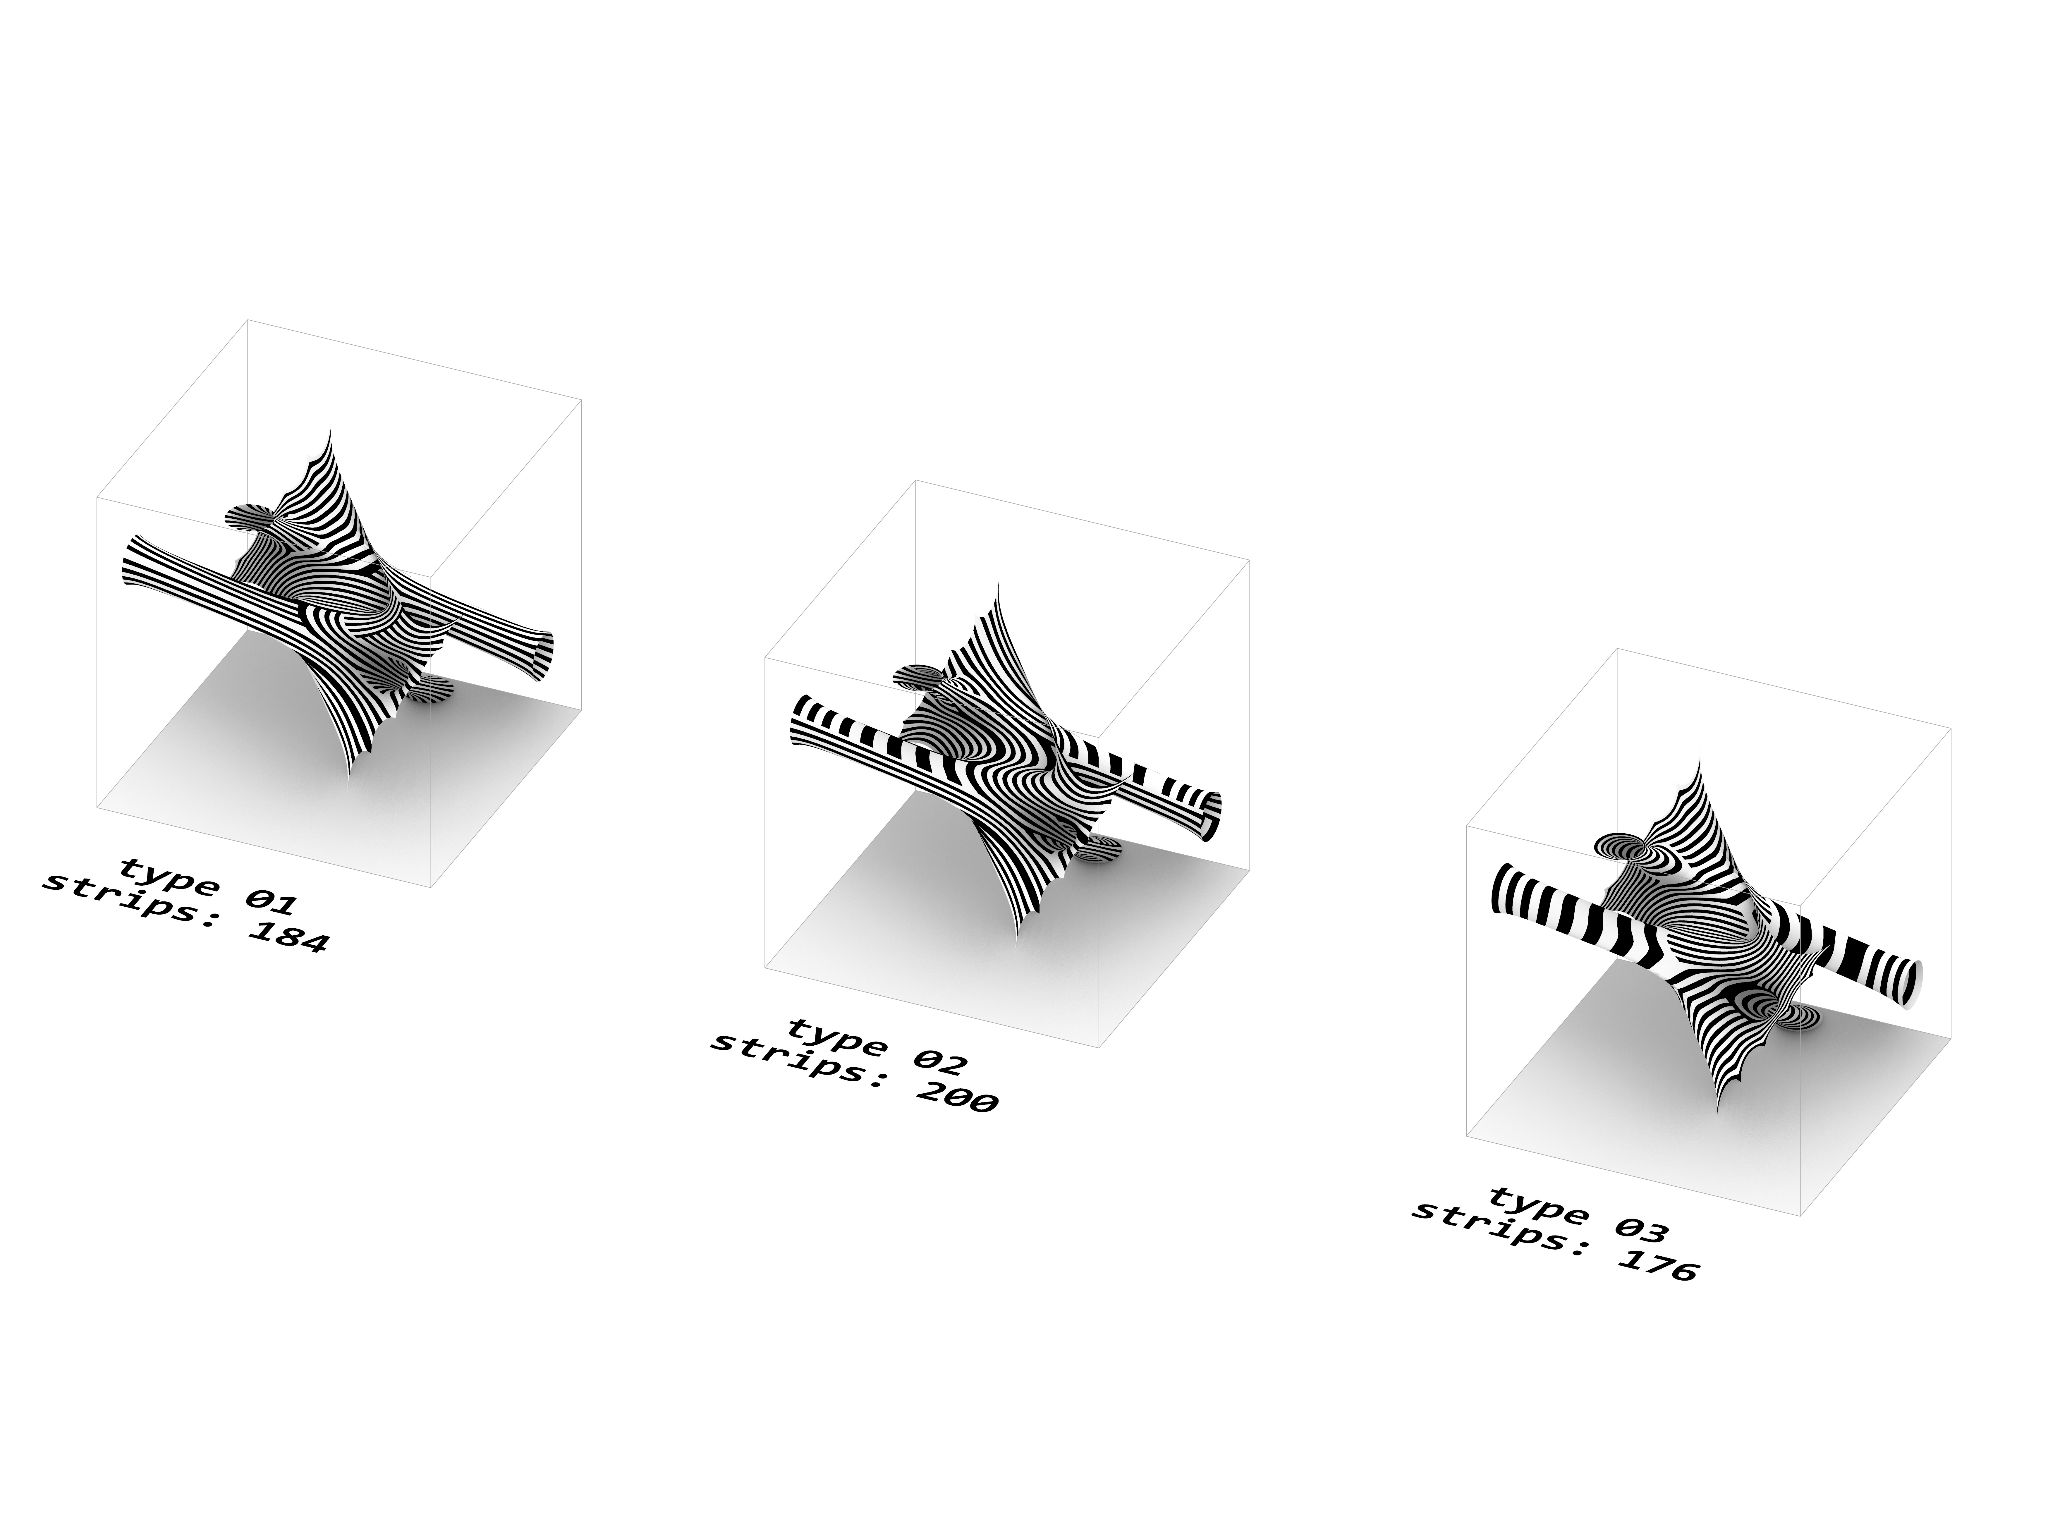 type 01
strips: 184
type 02
strips: 200
type 03
strips: 176